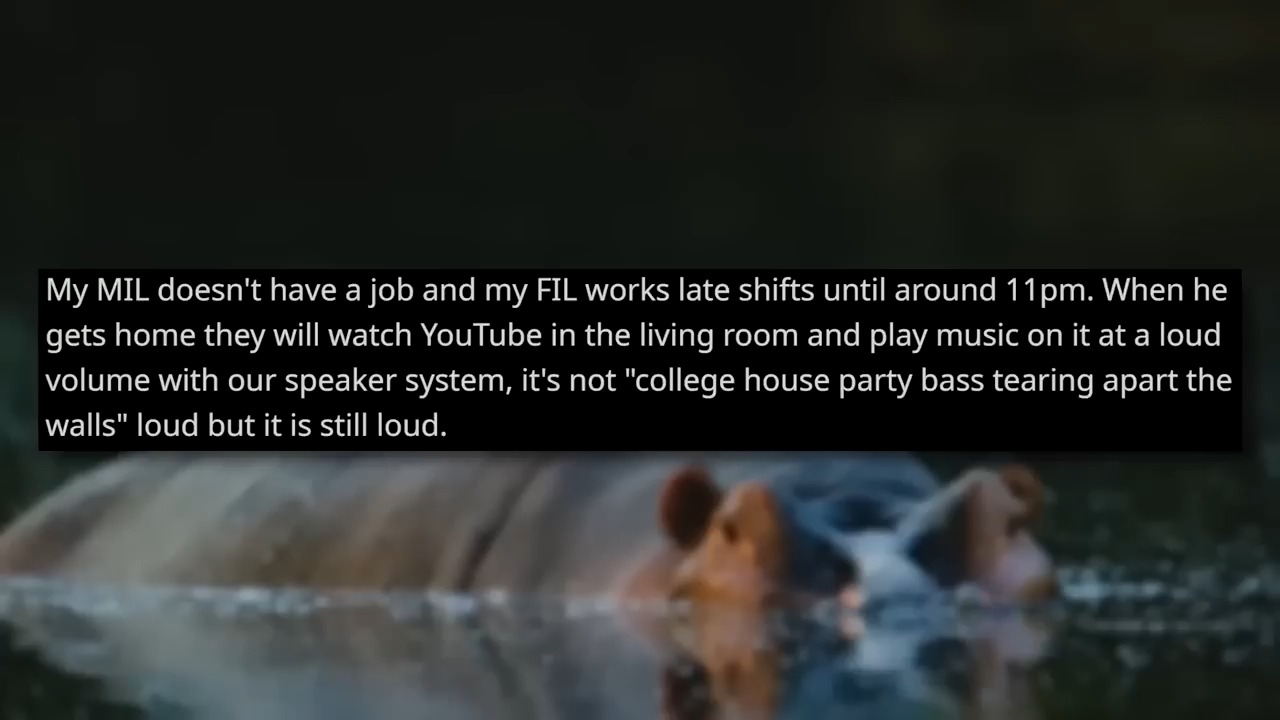 My MIL doesn't have a job and my FIL works late shifts until around 11pm. When he
gets home they will watch YouTube in the living room and play music on it at a loud
volume with our speaker system, it's not "college house party bass tearing apart the
walls" loud but it is still loud.